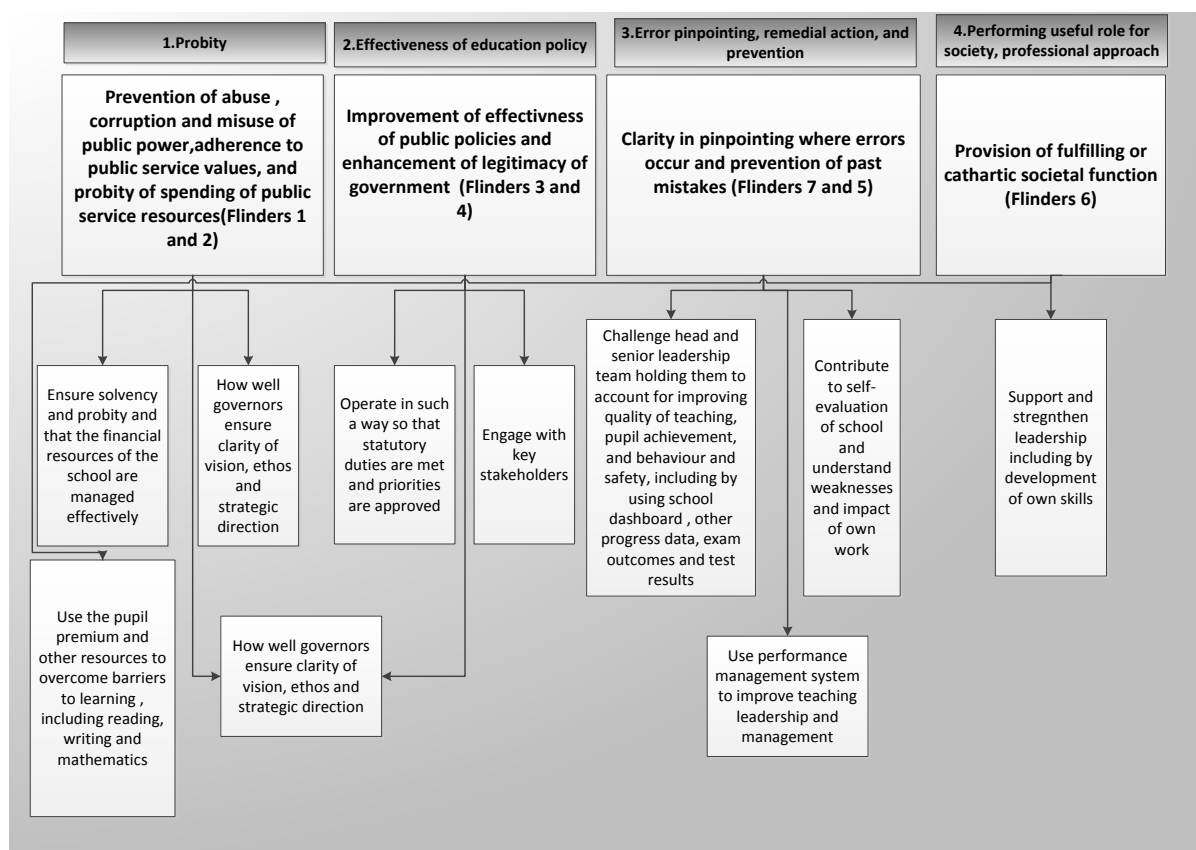 1.Probity
2.Effectiveness of education policy
3.Error pinpointing, remedial action, and
prevention
4.Performing useful role for
society, professional approach
Prevention of abuse ,
corruption and misuse of
public power,adherence to
public service values, and
probity of spending of public
service resources(Flinders 1
and 2)
Improvement of effectivness
of public policies and
enhancement of legitimacy of
government (Flinders 3 and
4)
Clarity in pinpointing where errors
occur and prevention of past
mistakes (Flinders 7 and 5)
Provision of fulfilling or
cathartic societal function
(Flinders 6)
Ensure solvency
and probity and
that the financial
resources of the
school are
managed
effectively
How well
governors
ensure
clarity of
vision, ethos
and
strategic
direction
Operate in such
a way so that
statutory
duties are met
and priorities
are approved
Engage with
key
stakeholders
Challenge head and
senior leadership
team holding them to
account for improving
quality of teaching,
pupil achievement,
and behaviour and
safety, including by
using school
dashboard , other
progress data, exam
outcomes and test
results
Contribute
to self-
evaluation
of school
and
understand
weaknesses
and impact
of own
work
Support and
stregnthen
leadership
including by
development
of own skills
Use the pupil
premium and
other resources to
overcome barriers
to learning ,
including reading,
writing and
mathematics
How well governors
ensure clarity of
vision, ethos and
strategic direction
Use performance
management system
to improve teaching
leadership and
management